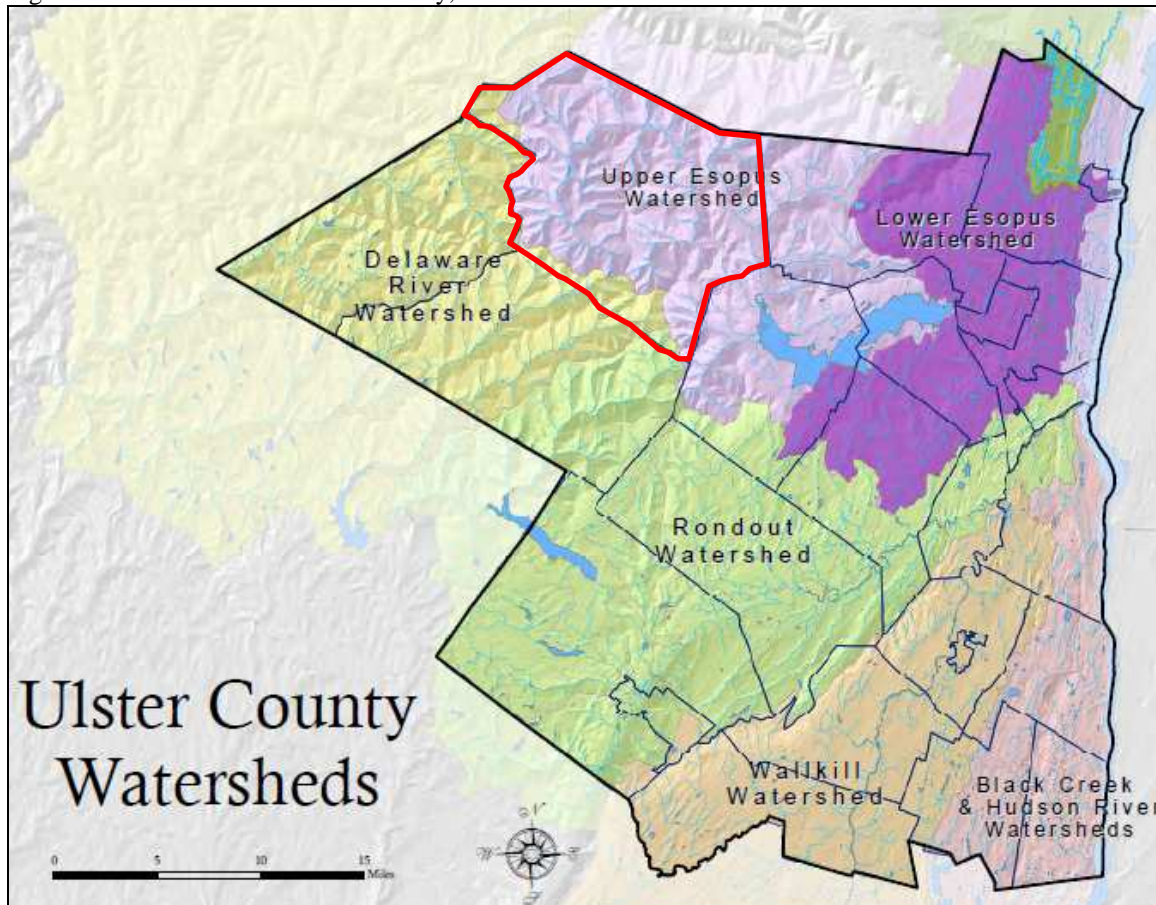 Upper Esopus
Watershed
Lower Esopus
Watershed
Delaware
River
Watershed
Rondout
Watershed
Ulster County
Watersheds
Wallkill
Watershed
Black Creek
& Hudson River
Watersheds
N
W
E
S
0 5 10 15
Miles